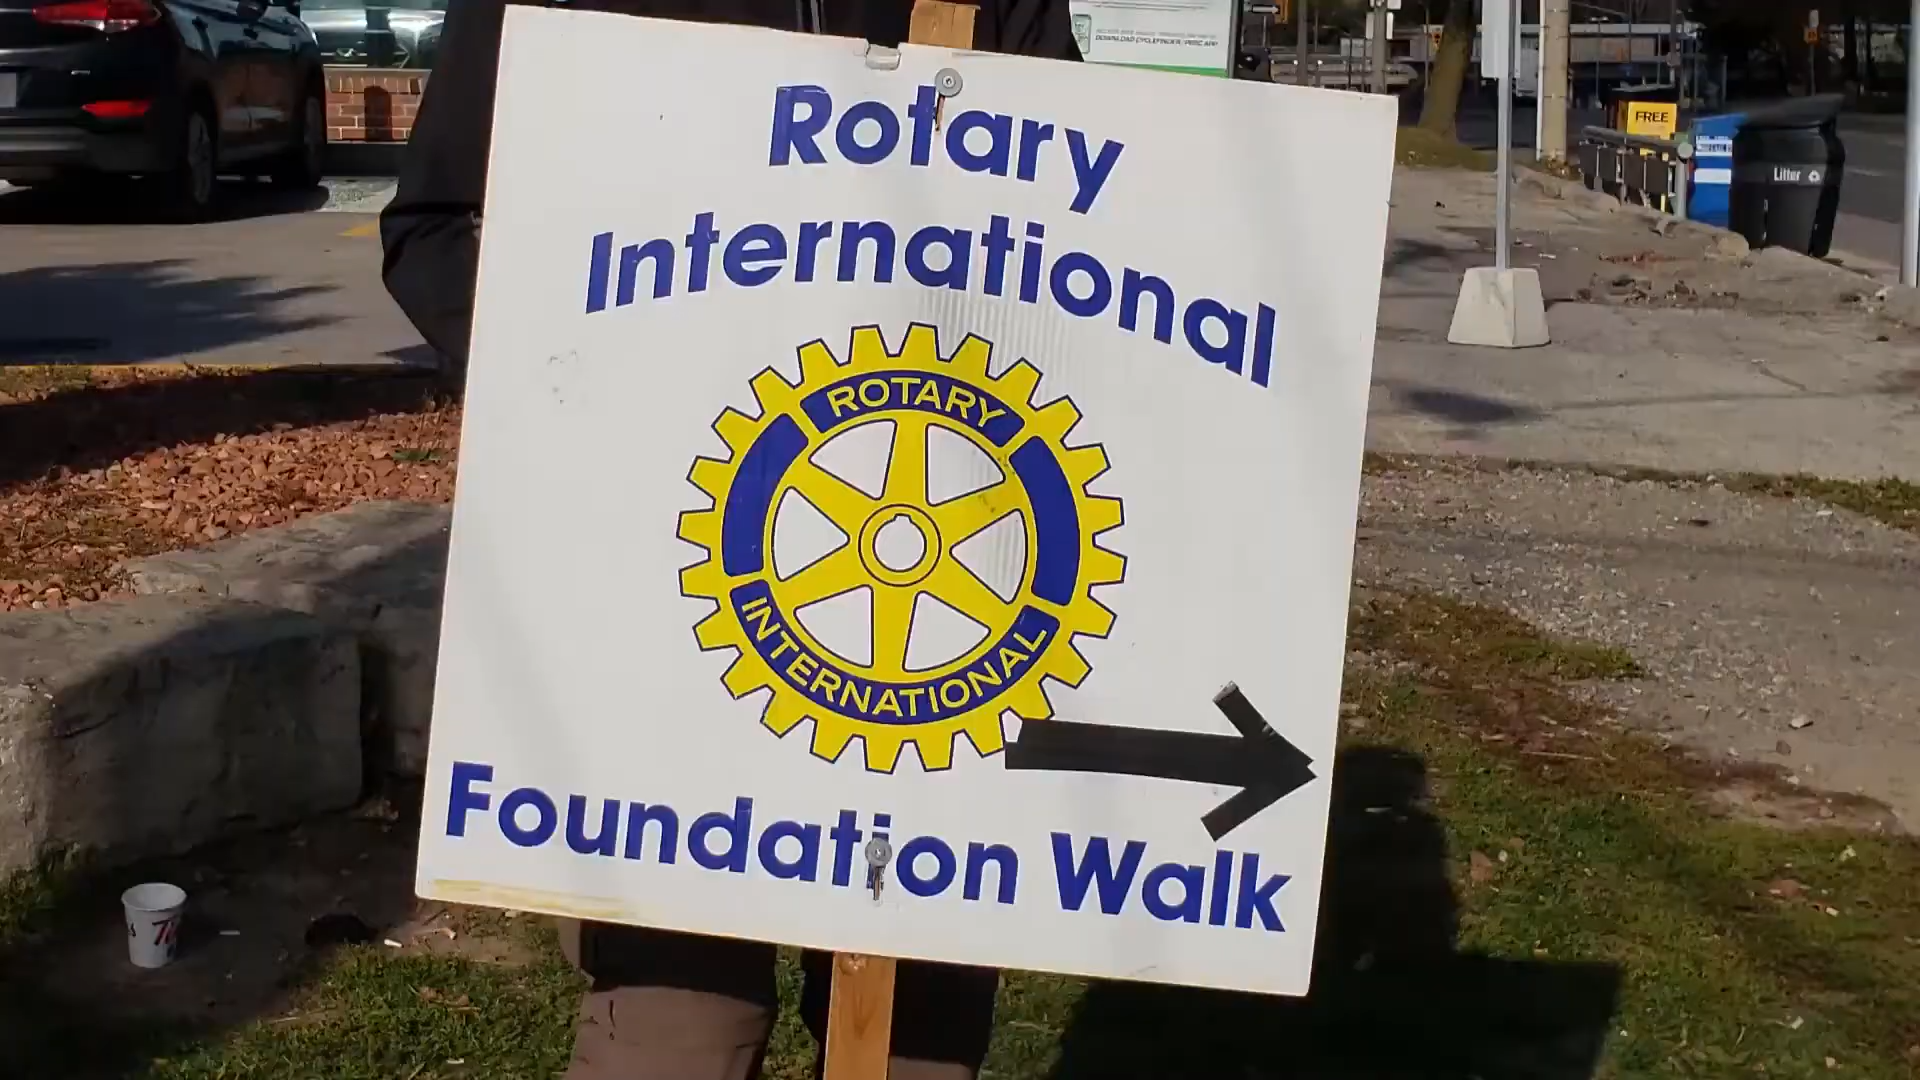 Rotary
International
ROTARY
INTERNATIONAL
Foundation Walk
FREE
Litter